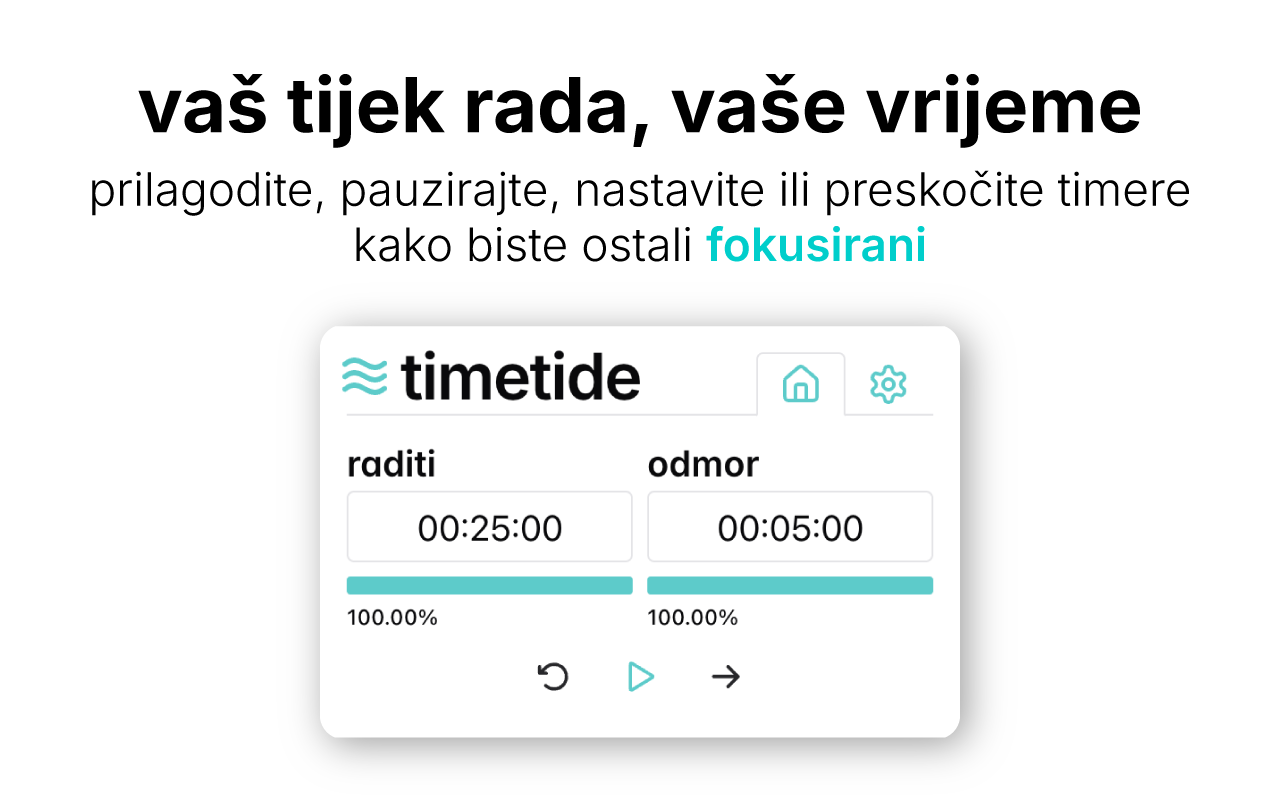 vaš tijek rada, vaše vrijeme
prilagodite, pauzirajte, nastavite ili preskočite timere
kako biste ostali fokusirani
timetide
raditi odmor
00:25:00 00:05:00
100.00% 100.00%